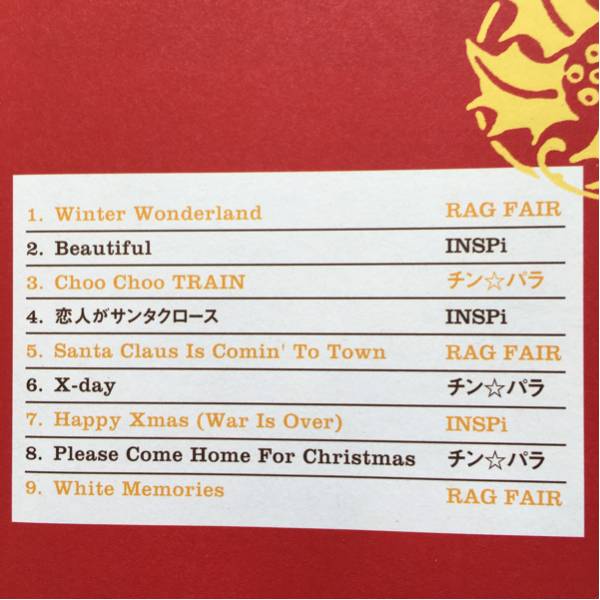 1. Winter Wonderland RAG FAIR
2. Beautiful INSPi
3. Choo Choo TRAIN チン☆パラ
4. 恋人がサンタクロース INSPi
5. Santa Claus Is Comin' To Town RAG FAIR
6. X-day チン☆パラ
7. Happy Xmas (War Is Over) INSPi
8. Please Come Home For Christmas チン☆パラ
9. White Memories RAG FAIR